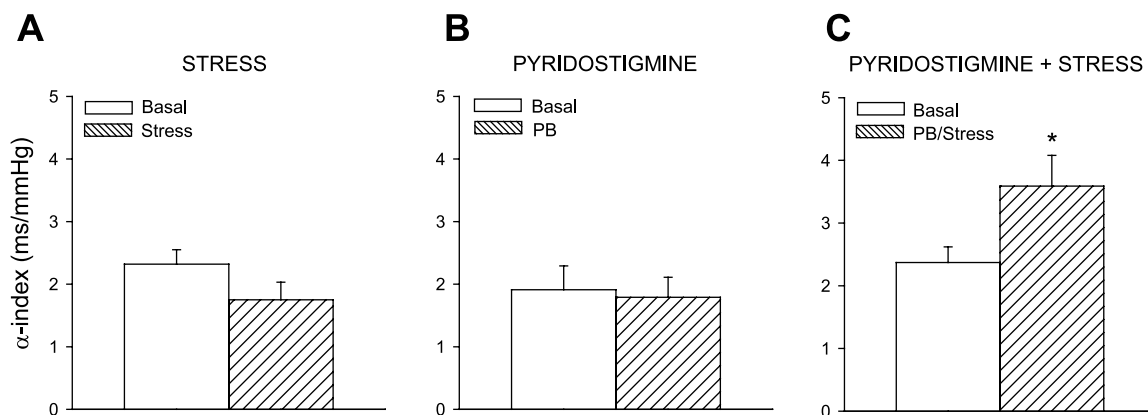 A
STRESS
Basal
Stress
α-index (ms/mmHg)
5
4
3
2
1
0
B
PYRIDOSTIGMINE
Basal
PB
5
4
3
2
1
0
C
PYRIDOSTIGMINE + STRESS
Basal
PB/Stress
*
5
4
3
2
1
0